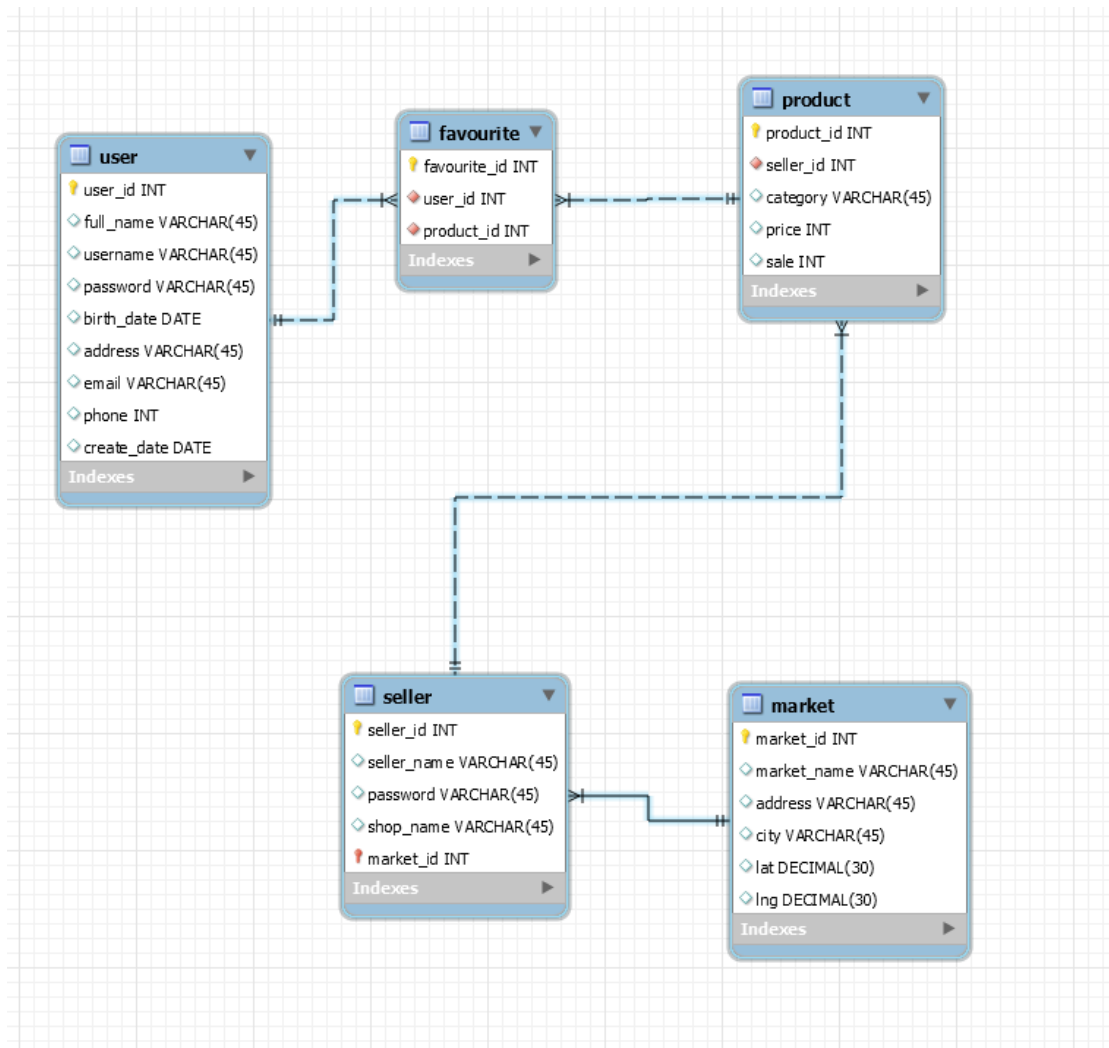 user
user_id INT
full_name VARCHAR(45)
username VARCHAR(45)
password VARCHAR(45)
birth_date DATE
address VARCHAR(45)
email VARCHAR(45)
phone INT
create_date DATE
Indexes
favourite
favourite_id INT
user_id INT
product_id INT
Indexes
product
product_id INT
seller_id INT
category VARCHAR(45)
price INT
sale INT
Indexes
seller
seller_id INT
seller_name VARCHAR(45)
password VARCHAR(45)
shop_name VARCHAR(45)
market_id INT
Indexes
market
market_id INT
market_name VARCHAR(45)
address VARCHAR(45)
city VARCHAR(45)
lat DECIMAL(30)
lng DECIMAL(30)
Indexes